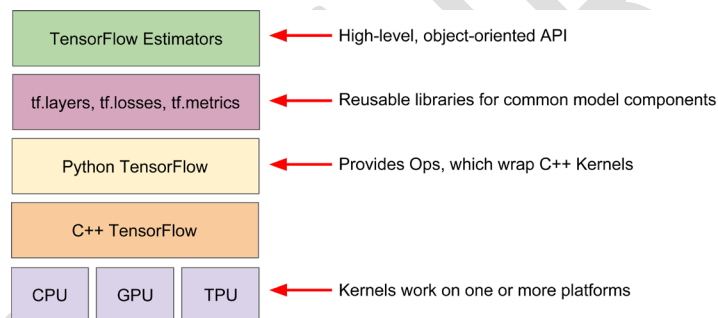 TensorFlow Estimators
High-level, object-oriented API
tf.layers, tf.losses, tf.metrics
Reusable libraries for common model components
Python TensorFlow
Provides Ops, which wrap C++ Kernels
C++ TensorFlow
CPU
GPU
TPU
Kernels work on one or more platforms